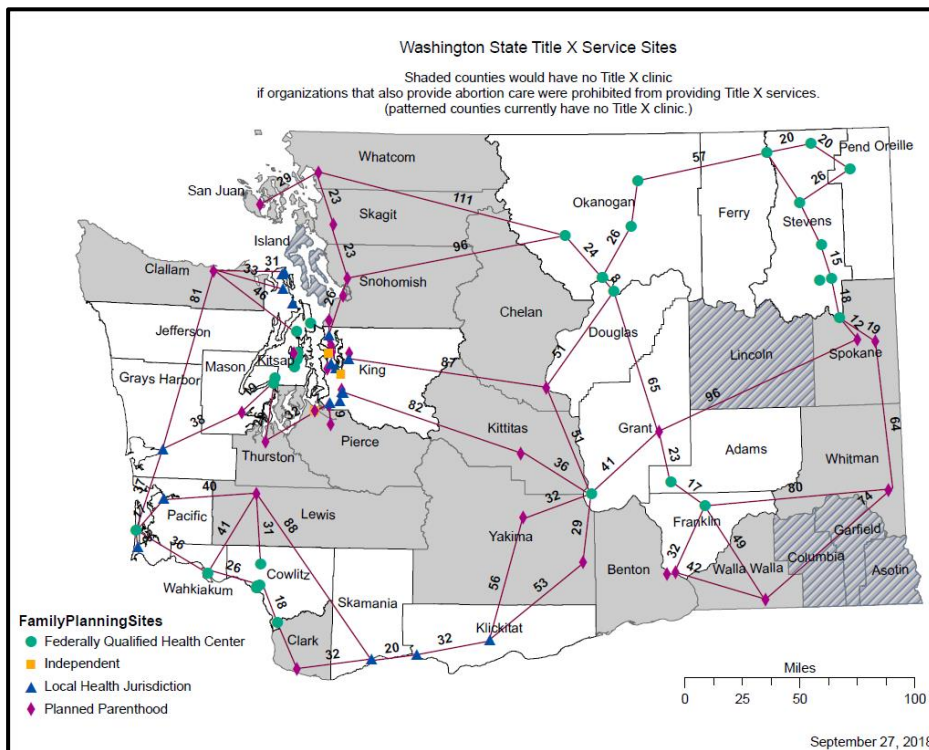 Washington State Title X Service Sites
Shaded counties would have no Title X clinic
if organizations that also provide abortion care were prohibited from providing Title X services.
(patterned counties currently have no Title X clinic.)
Whatcom
San Juan
29
23
Skagit
111
Island
23
96
Snohomish
26
Clallam
33
31
46
81
Jefferson
Grays Harbor
Mason
Kitsap
King
19
38
32
9
87
82
Pierce
Thurston
Chelan
Okanogan
57
26
24
8
Ferry
20
20
Pend Oreille
26
Stevens
15
18
12
19
Spokane
Douglas
51
65
Lincoln
96
64
Kittitas
36
51
41
Grant
23
Adams
17
80
Whitman
74
Garfield
Columbia
Asotin
Franklin
32
49
42
Walla Walla
Benton
32
29
Yakima
56
53
Klickitat
32
20
Skamania
32
Clark
18
Cowlitz
31
26
Wahkiakum
36
41
88
Lewis
40
Pacific
37
FamilyPlanningSites
Federally Qualified Health Center
Independent
Local Health Jurisdiction
Planned Parenthood
Miles
0 25 50 100
September 27, 2018